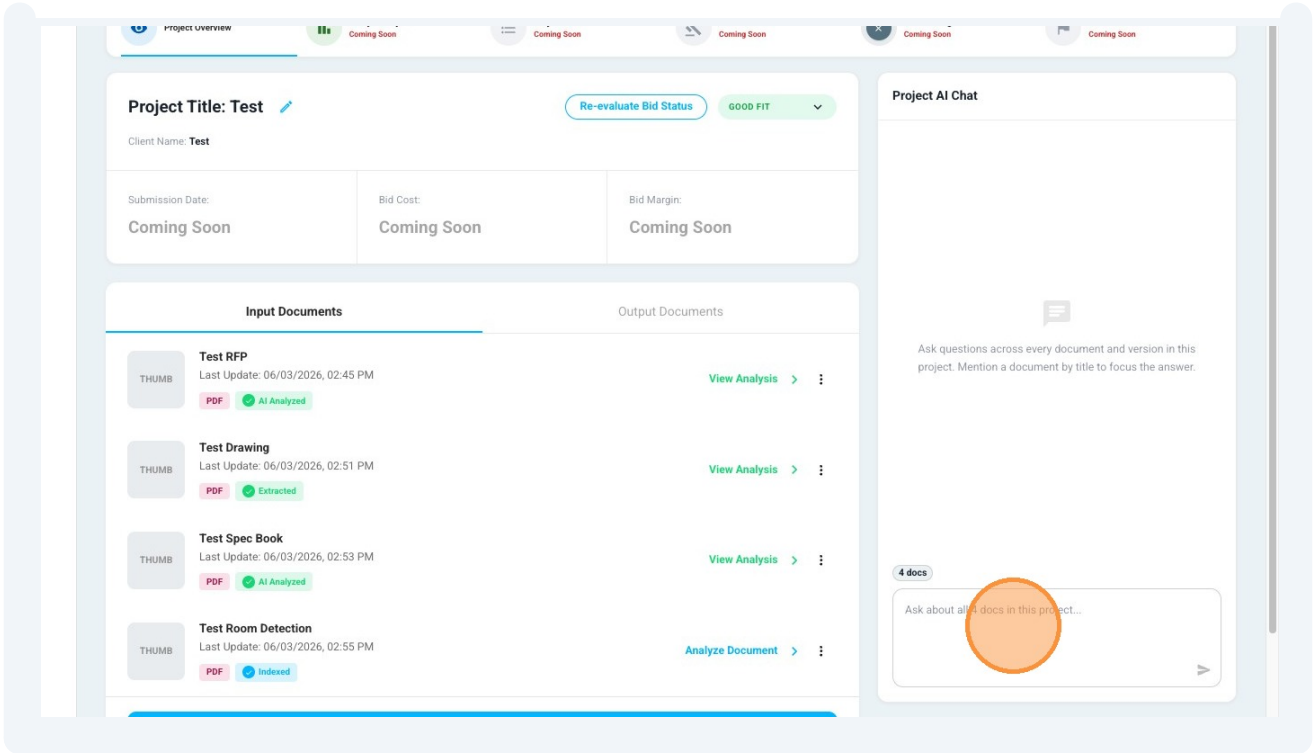 Project Overview
Coming Soon
Coming Soon
Coming Soon
Coming Soon
Coming Soon
Project Title: Test
Re-evaluate Bid Status
GOOD FIT
Client Name: Test
Submission Date:
Coming Soon
Bid Cost:
Coming Soon
Bid Margin:
Coming Soon
Input Documents
Output Documents
THUMB
Test RFP
Last Update: 06/03/2026, 02:45 PM
PDF
AI Analyzed
View Analysis
THUMB
Test Drawing
Last Update: 06/03/2026, 02:51 PM
PDF
Extracted
View Analysis
THUMB
Test Spec Book
Last Update: 06/03/2026, 02:53 PM
PDF
AI Analyzed
View Analysis
THUMB
Test Room Detection
Last Update: 06/03/2026, 02:55 PM
PDF
Indexed
Analyze Document
Project AI Chat
Ask questions across every document and version in this
project. Mention a document by title to focus the answer.
4 docs
Ask about all 4 docs in this project...